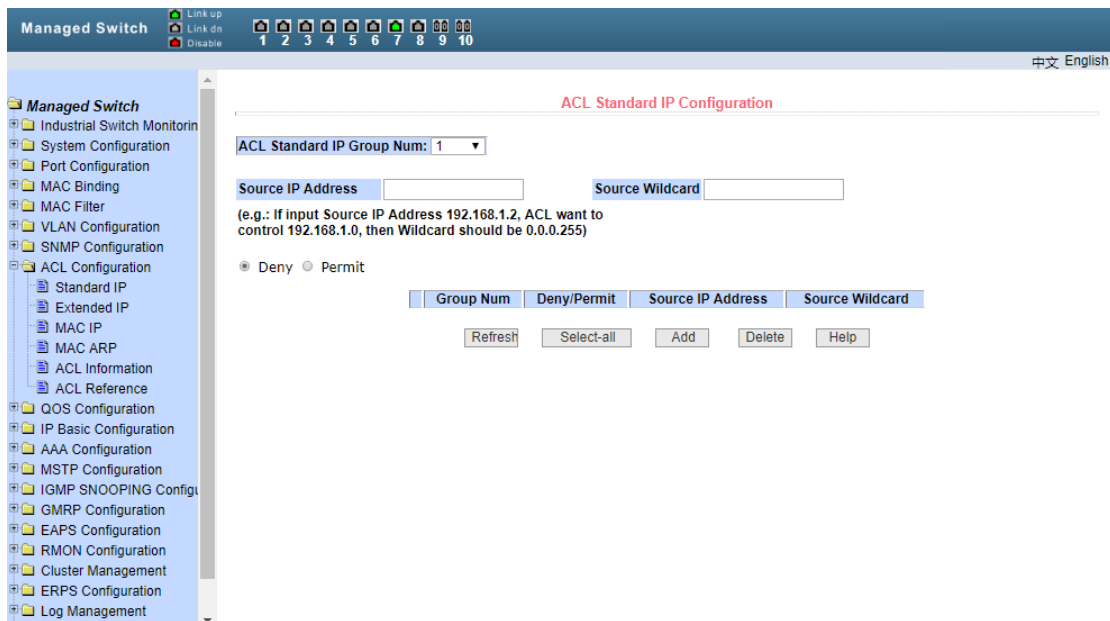 Managed Switch
Link up
Link dn
Disable
1 2 3 4 5 6 7 8 9 10
中文 English
Managed Switch
Industrial Switch Monitorin
System Configuration
Port Configuration
MAC Binding
MAC Filter
VLAN Configuration
SNMP Configuration
ACL Configuration
Standard IP
Extended IP
MAC IP
MAC ARP
ACL Information
ACL Reference
QOS Configuration
IP Basic Configuration
AAA Configuration
MSTP Configuration
IGMP SNOOPING Configu
GMRP Configuration
EAPS Configuration
RMON Configuration
Cluster Management
ERPS Configuration
Log Management
ACL Standard IP Configuration
ACL Standard IP Group Num: 1
Source IP Address Source Wildcard
(e.g.: If input Source IP Address 192.168.1.2, ACL want to
control 192.168.1.0, then Wildcard should be 0.0.0.255)
Deny Permit
Group Num Deny/Permit Source IP Address Source Wildcard
Refresh Select-all Add Delete Help